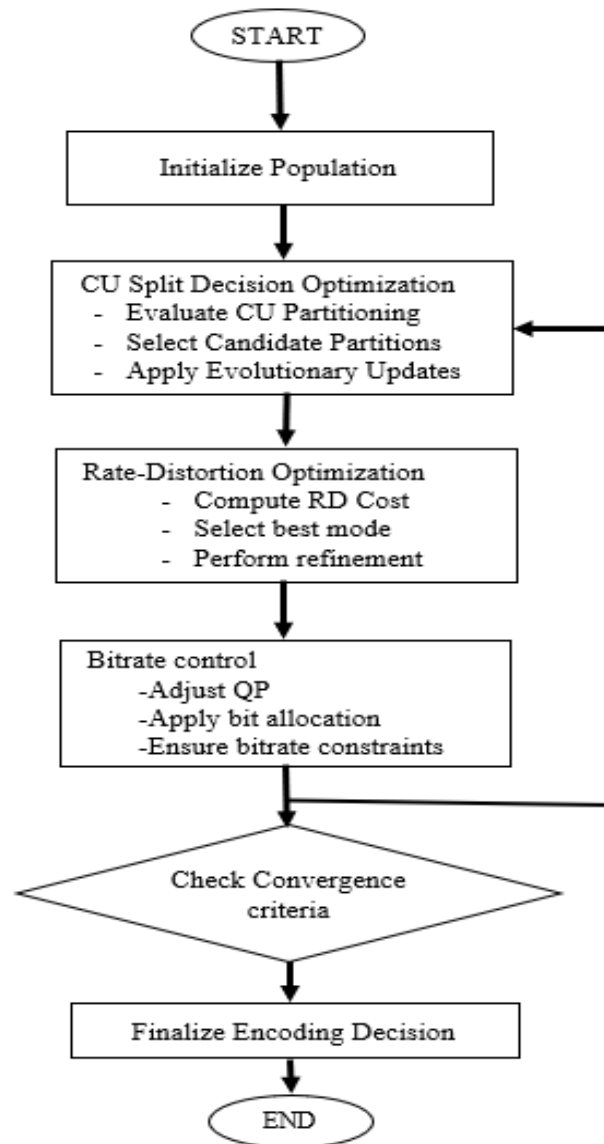 START
Initialize Population
CU Split Decision Optimization
- Evaluate CU Partitioning
- Select Candidate Partitions
- Apply Evolutionary Updates
Rate-Distortion Optimization
- Compute RD Cost
- Select best mode
- Perform refinement
Bitrate control
-Adjust QP
-Apply bit allocation
-Ensure bitrate constraints
Check Convergence
criteria
Finalize Encoding Decision
END